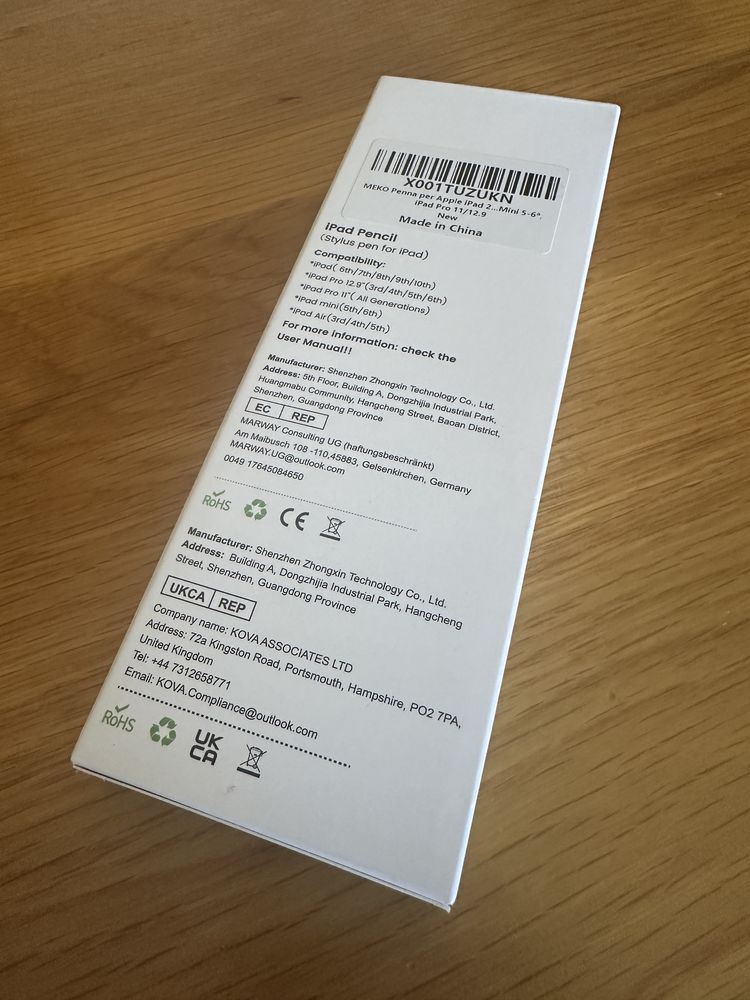 X001TUZUKN
MEKO Penna per Apple iPad 2...Mini 5-6ª,
iPad Pro 11/12.9
New
Made in China
iPad Pencil
(Stylus pen for iPad)
Compatibility:
*iPad( 6th/7th/8th/9th/10th)
*iPad Pro 12.9"(3rd/4th/5th/6th)
*iPad Pro 11"( All Generations)
*iPad mini(5th/6th)
*iPad Air(3rd/4th/5th)
For more information: check the
User Manual!!
Manufacturer: Shenzhen Zhongxin Technology Co., Ltd.
Address: 5th Floor, Building A, Dongzhijia Industrial Park,
Huangmabu Community, Hangcheng Street, Baoan District,
Shenzhen, Guangdong Province
EC REP
MARWAY Consulting UG (haftungsbeschränkt)
Am Maibusch 108 -110,45883, Gelsenkirchen, Germany
MARWAY.UG@outlook.com
0049 17645084650
RoHS CE
Manufacturer: Shenzhen Zhongxin Technology Co., Ltd.
Address: Building A, Dongzhijia Industrial Park, Hangcheng
Street, Shenzhen, Guangdong Province
UKCA REP
Company name: KOVA ASSOCIATES LTD
Address: 72a Kingston Road, Portsmouth, Hampshire, PO2 7PA,
United Kingdom
Tel: +44 7312658771
Email: KOVA.Compliance@outlook.com
RoHS UK
CA